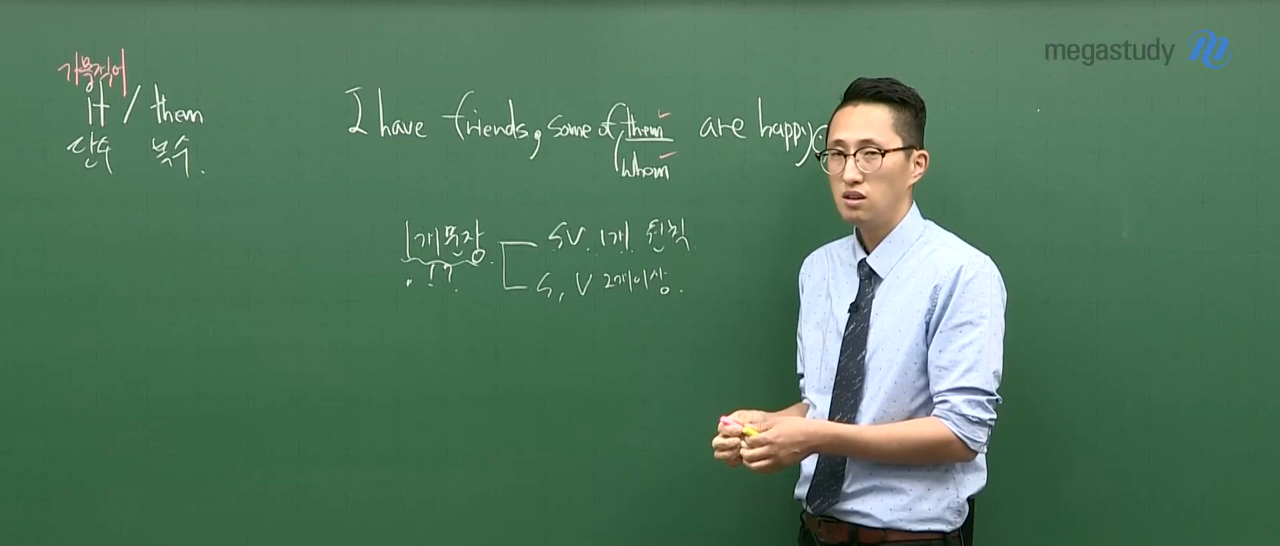 megastudy
가목적어
it / them
단수 복수.
I have friends, some of them are happy.
whom
1개 문장 SV 1개 원칙
. ! ?. S, V 2개이상.